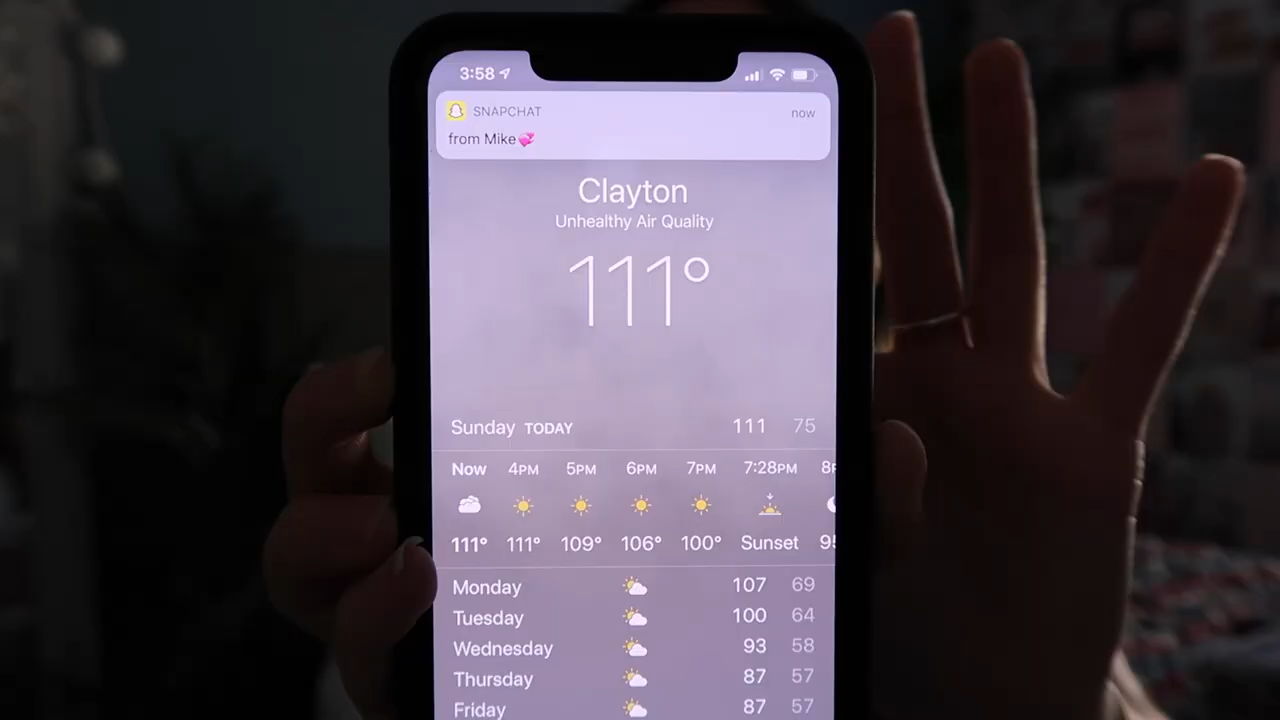 3:58
SNAPCHAT now
from Mike💞
Clayton
Unhealthy Air Quality
111°
Sunday TODAY 111 75
Now 4PM 5PM 6PM 7PM 7:28PM
111° 111° 109° 106° 100° Sunset
Monday 107 69
Tuesday 100 64
Wednesday 93 58
Thursday 87 57
Friday 87 57